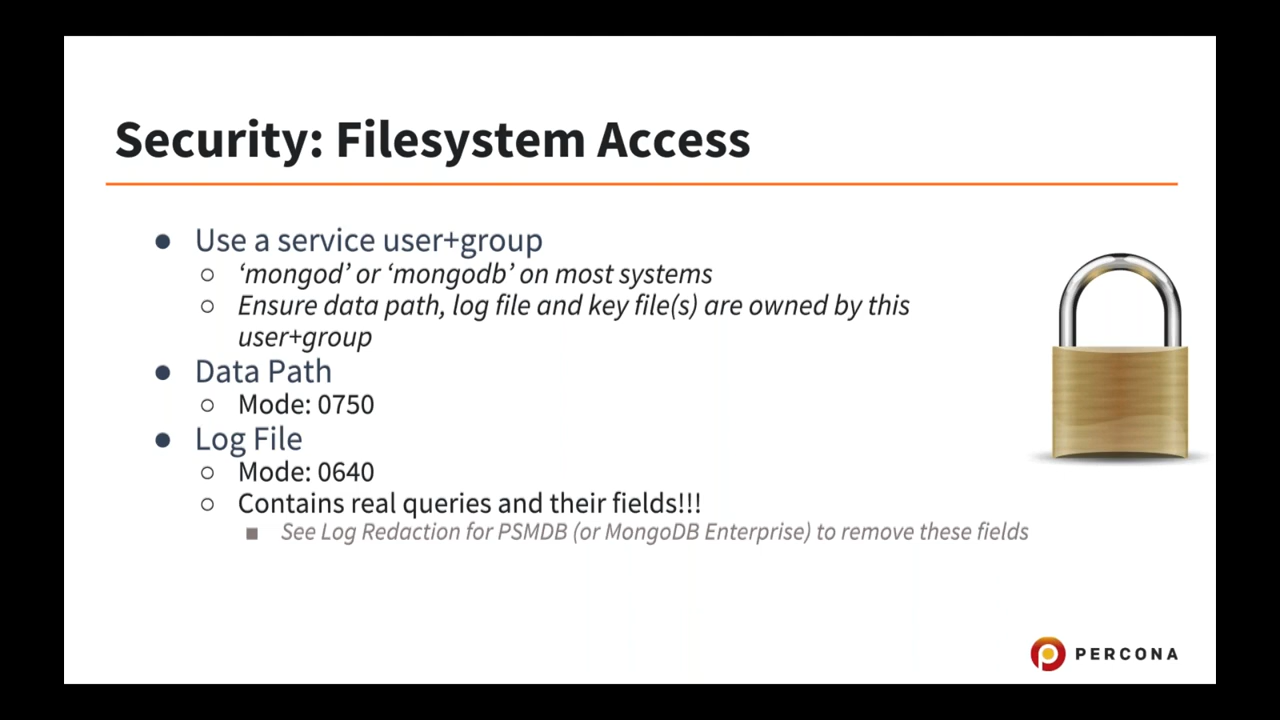 Security: Filesystem Access
● Use a service user+group
○ ‘mongod’ or ‘mongodb’ on most systems
○ Ensure data path, log file and key file(s) are owned by this
user+group
● Data Path
○ Mode: 0750
● Log File
○ Mode: 0640
○ Contains real queries and their fields!!!
■ See Log Redaction for PSMDB (or MongoDB Enterprise) to remove these fields
PERCONA